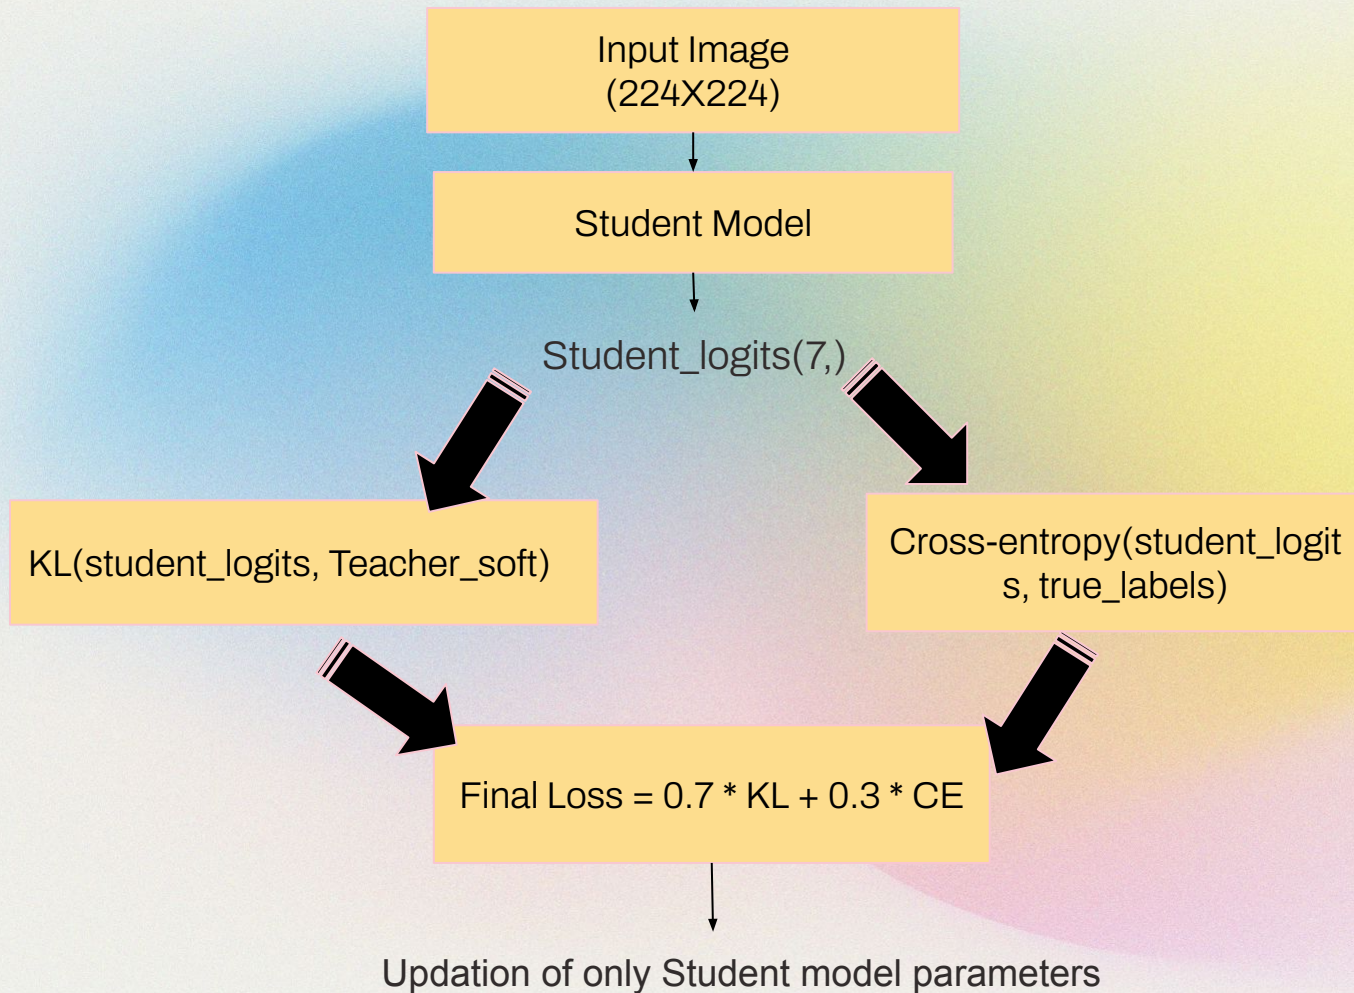 Input Image
(224X224)
Student Model
Student_logits(7,)
KL(student_logits, Teacher_soft)
Cross-entropy(student_logit
s, true_labels)
Final Loss = 0.7 * KL + 0.3 * CE
Updation of only Student model parameters